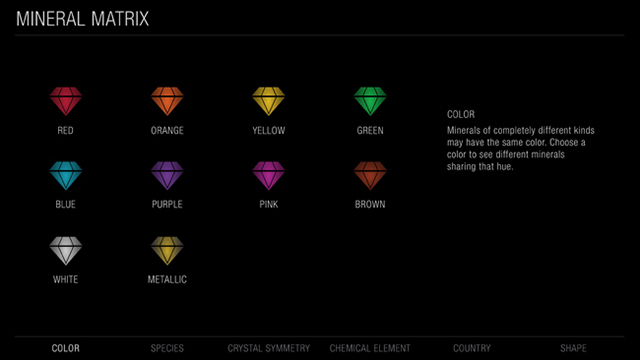 MINERAL MATRIX
RED ORANGE YELLOW GREEN
COLOR
Minerals of completely different kinds
may have the same color. Choose a
color to see different minerals
sharing that hue.
BLUE PURPLE PINK BROWN
WHITE METALLIC
COLOR SPECIES CRYSTAL SYMMETRY CHEMICAL ELEMENT COUNTRY SHAPE